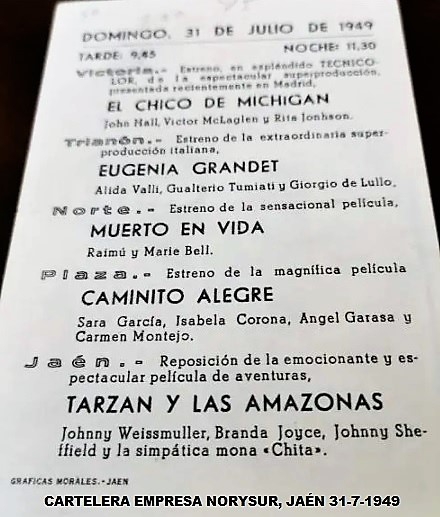 DOMINGO, 31 DE JULIO DE 1949
TARDE: 9,45 NOCHE: 11,30
Victoria.- Estreno, en espléndido TECNICO-
LOR, de la espectacular superproducción,
presentada recientemente en Madrid,
EL CHICO DE MICHIGAN
John Hall, Victor McLaglen y Rita Jonhson.
Trianón.- Estreno de la extraordinaria super-
producción italiana,
EUGENIA GRANDET
Alida Valli, Gualterio Tumiati y Giorgio de Lullo,
Norte.- Estreno de la sensacional película,
MUERTO EN VIDA
Raimú y Marie Bell.
Plaza.- Estreno de la magnífica película
CAMINITO ALEGRE
Sara García, Isabela Corona, Angel Garasa y
Carmen Montejo.
Jaén.- Reposición de la emocionante y es-
pectacular película de aventuras,
TARZAN Y LAS AMAZONAS
Johnny Weissmuller, Branda Joyce, Johnny She-
ffield y la simpática mona «Chita».
GRAFICAS MORALES.-JAEN
CARTELERA EMPRESA NORYSUR, JAÉN 31-7-1949